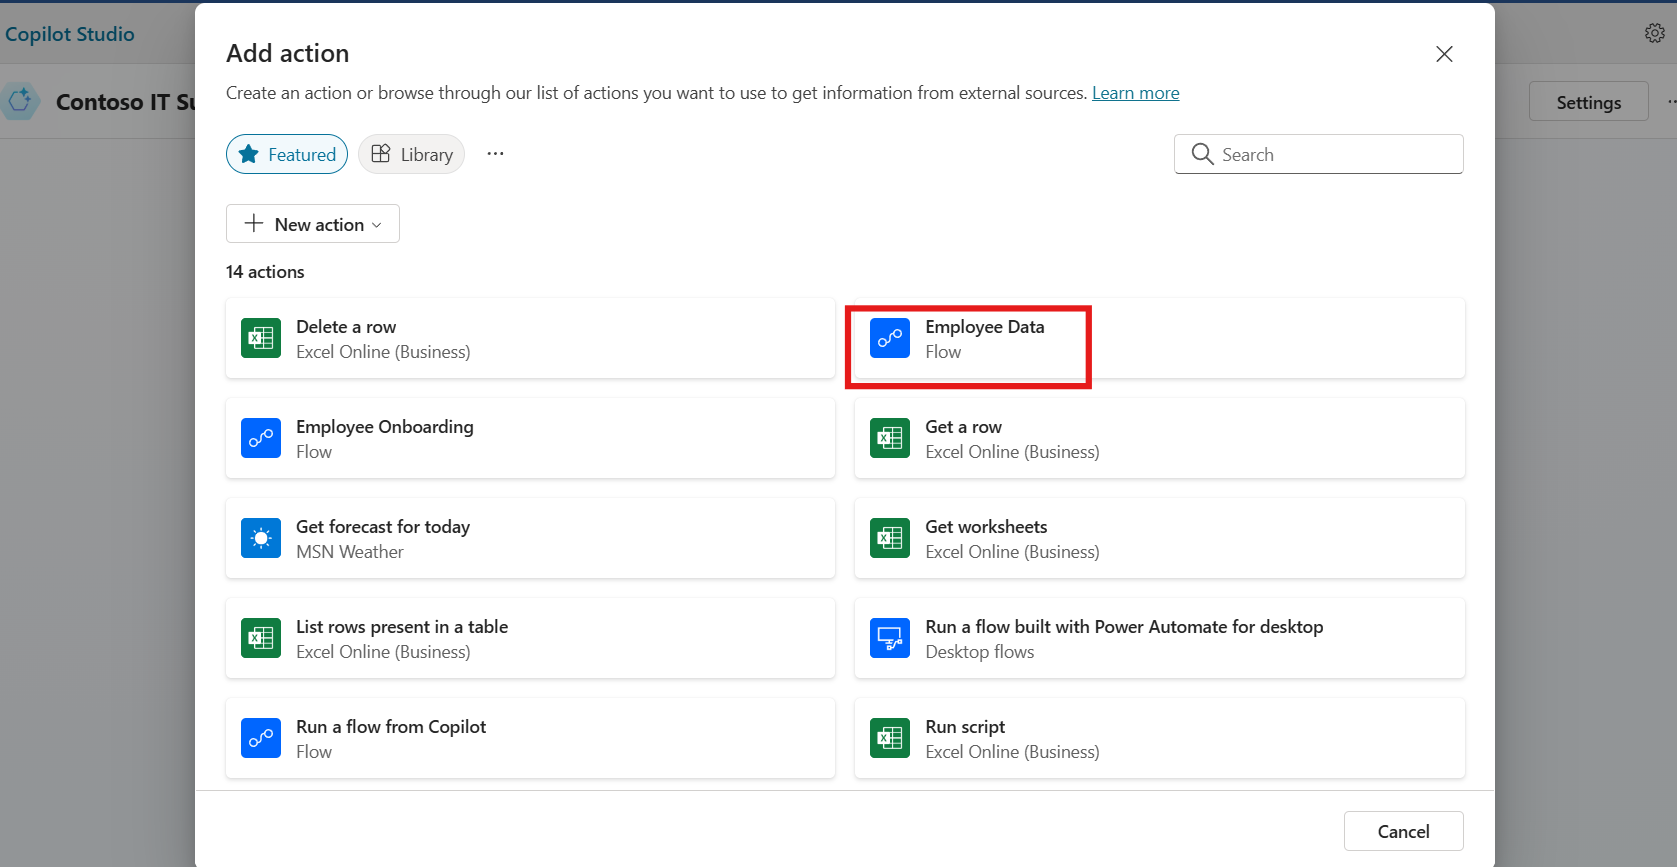 Copilot Studio
Contoso IT Su
Settings
Add action
Create an action or browse through our list of actions you want to use to get information from external sources. Learn more
Featured
Library
Search
New action
14 actions
Delete a row
Excel Online (Business)
Employee Data
Flow
Employee Onboarding
Flow
Get a row
Excel Online (Business)
Get forecast for today
MSN Weather
Get worksheets
Excel Online (Business)
List rows present in a table
Excel Online (Business)
Run a flow built with Power Automate for desktop
Desktop flows
Run a flow from Copilot
Flow
Run script
Excel Online (Business)
Cancel